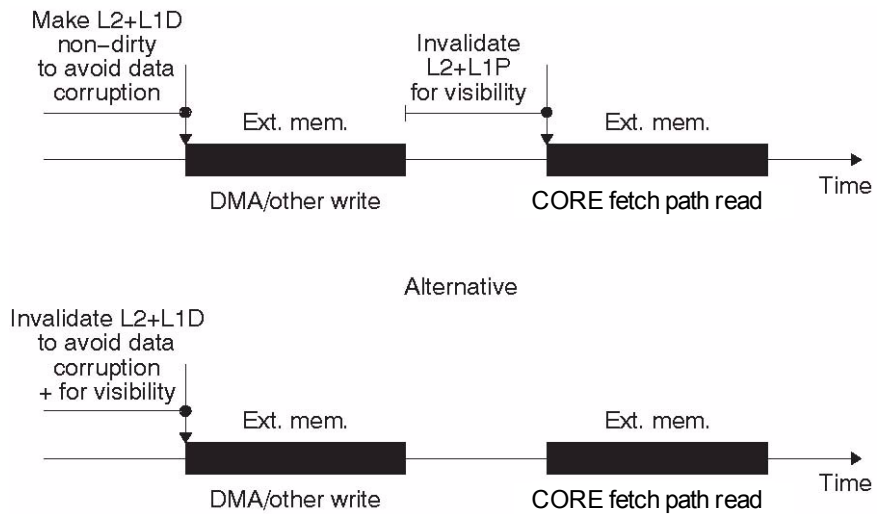 Make L2+L1D
non-dirty
to avoid data
corruption
Invalidate
L2+L1P
for visibility
Ext. mem.
Ext. mem.
DMA/other write
CORE fetch path read
Time
Alternative
Invalidate L2+L1D
to avoid data
corruption
+ for visibility
Ext. mem.
Ext. mem.
DMA/other write
CORE fetch path read
Time